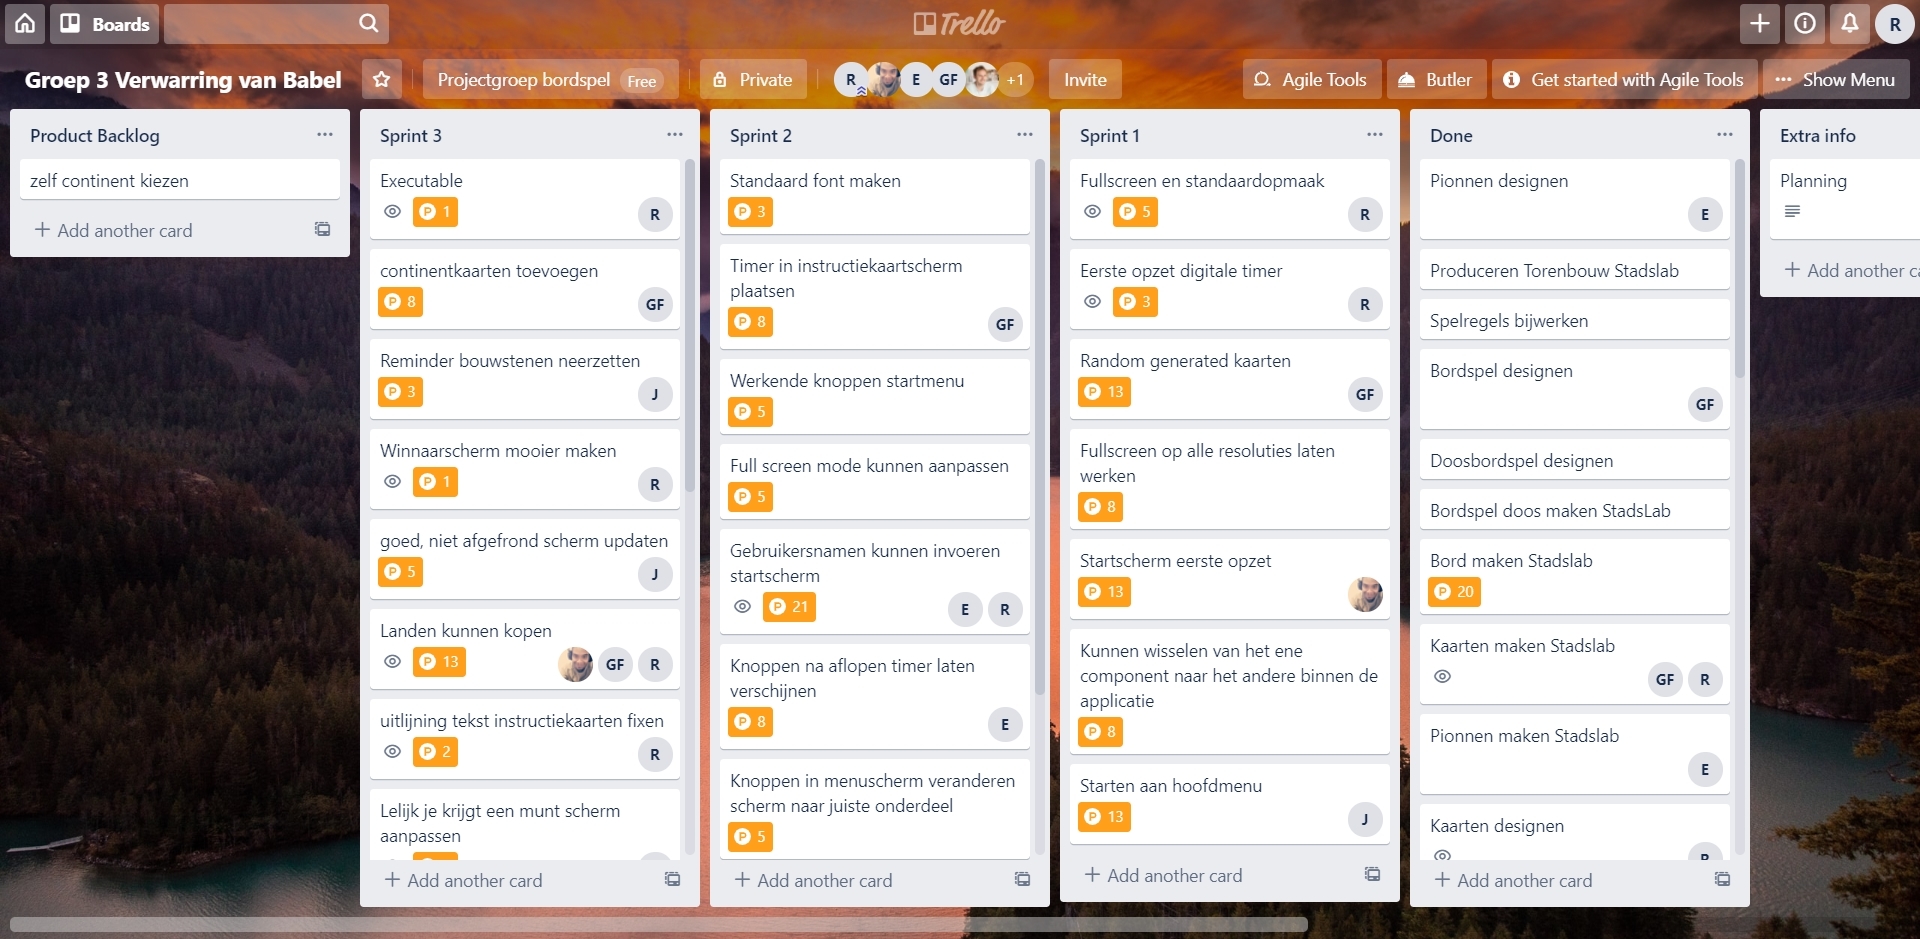 Boards
Trello
R
Groep 3 Verwarring van Babel
Projectgroep bordspel Free
Private
R
E
GF
+1
Invite
Agile Tools
Butler
Get started with Agile Tools
Show Menu
Product Backlog
zelf continent kiezen
Add another card
Sprint 3
Executable
P 1
R
continentkaarten toevoegen
P 8
GF
Reminder bouwstenen neerzetten
P 3
J
Winnaarscherm mooier maken
P 1
R
goed, niet afgefrond scherm updaten
P 5
J
Landen kunnen kopen
P 13
GF R
uitlijning tekst instructiekaarten fixen
P 2
R
Lelijk je krijgt een munt scherm
aanpassen
Add another card
Sprint 2
Standaard font maken
P 3
Timer in instructiekaartscherm
plaatsen
P 8
GF
Werkende knoppen startmenu
P 5
Full screen mode kunnen aanpassen
P 5
Gebruikersnamen kunnen invoeren
startscherm
P 21
E R
Knoppen na aflopen timer laten
verschijnen
P 8
E
Knoppen in menuscherm veranderen
scherm naar juiste onderdeel
P 5
Add another card
Sprint 1
Fullscreen en standaardopmaak
P 5
R
Eerste opzet digitale timer
P 3
R
Random generated kaarten
P 13
GF
Fullscreen op alle resoluties laten
werken
P 8
Startscherm eerste opzet
P 13
Kunnen wisselen van het ene
component naar het andere binnen de
applicatie
P 8
Starten aan hoofdmenu
P 13
J
Add another card
Done
Pionnen designen
E
Produceren Torenbouw Stadslab
Spelregels bijwerken
Bordspel designen
GF
Doosbordspel designen
Bordspel doos maken StadsLab
Bord maken Stadslab
P 20
Kaarten maken Stadslab
GF R
Pionnen maken Stadslab
E
Kaarten designen
Add another card
Extra info
Planning
Add another ca